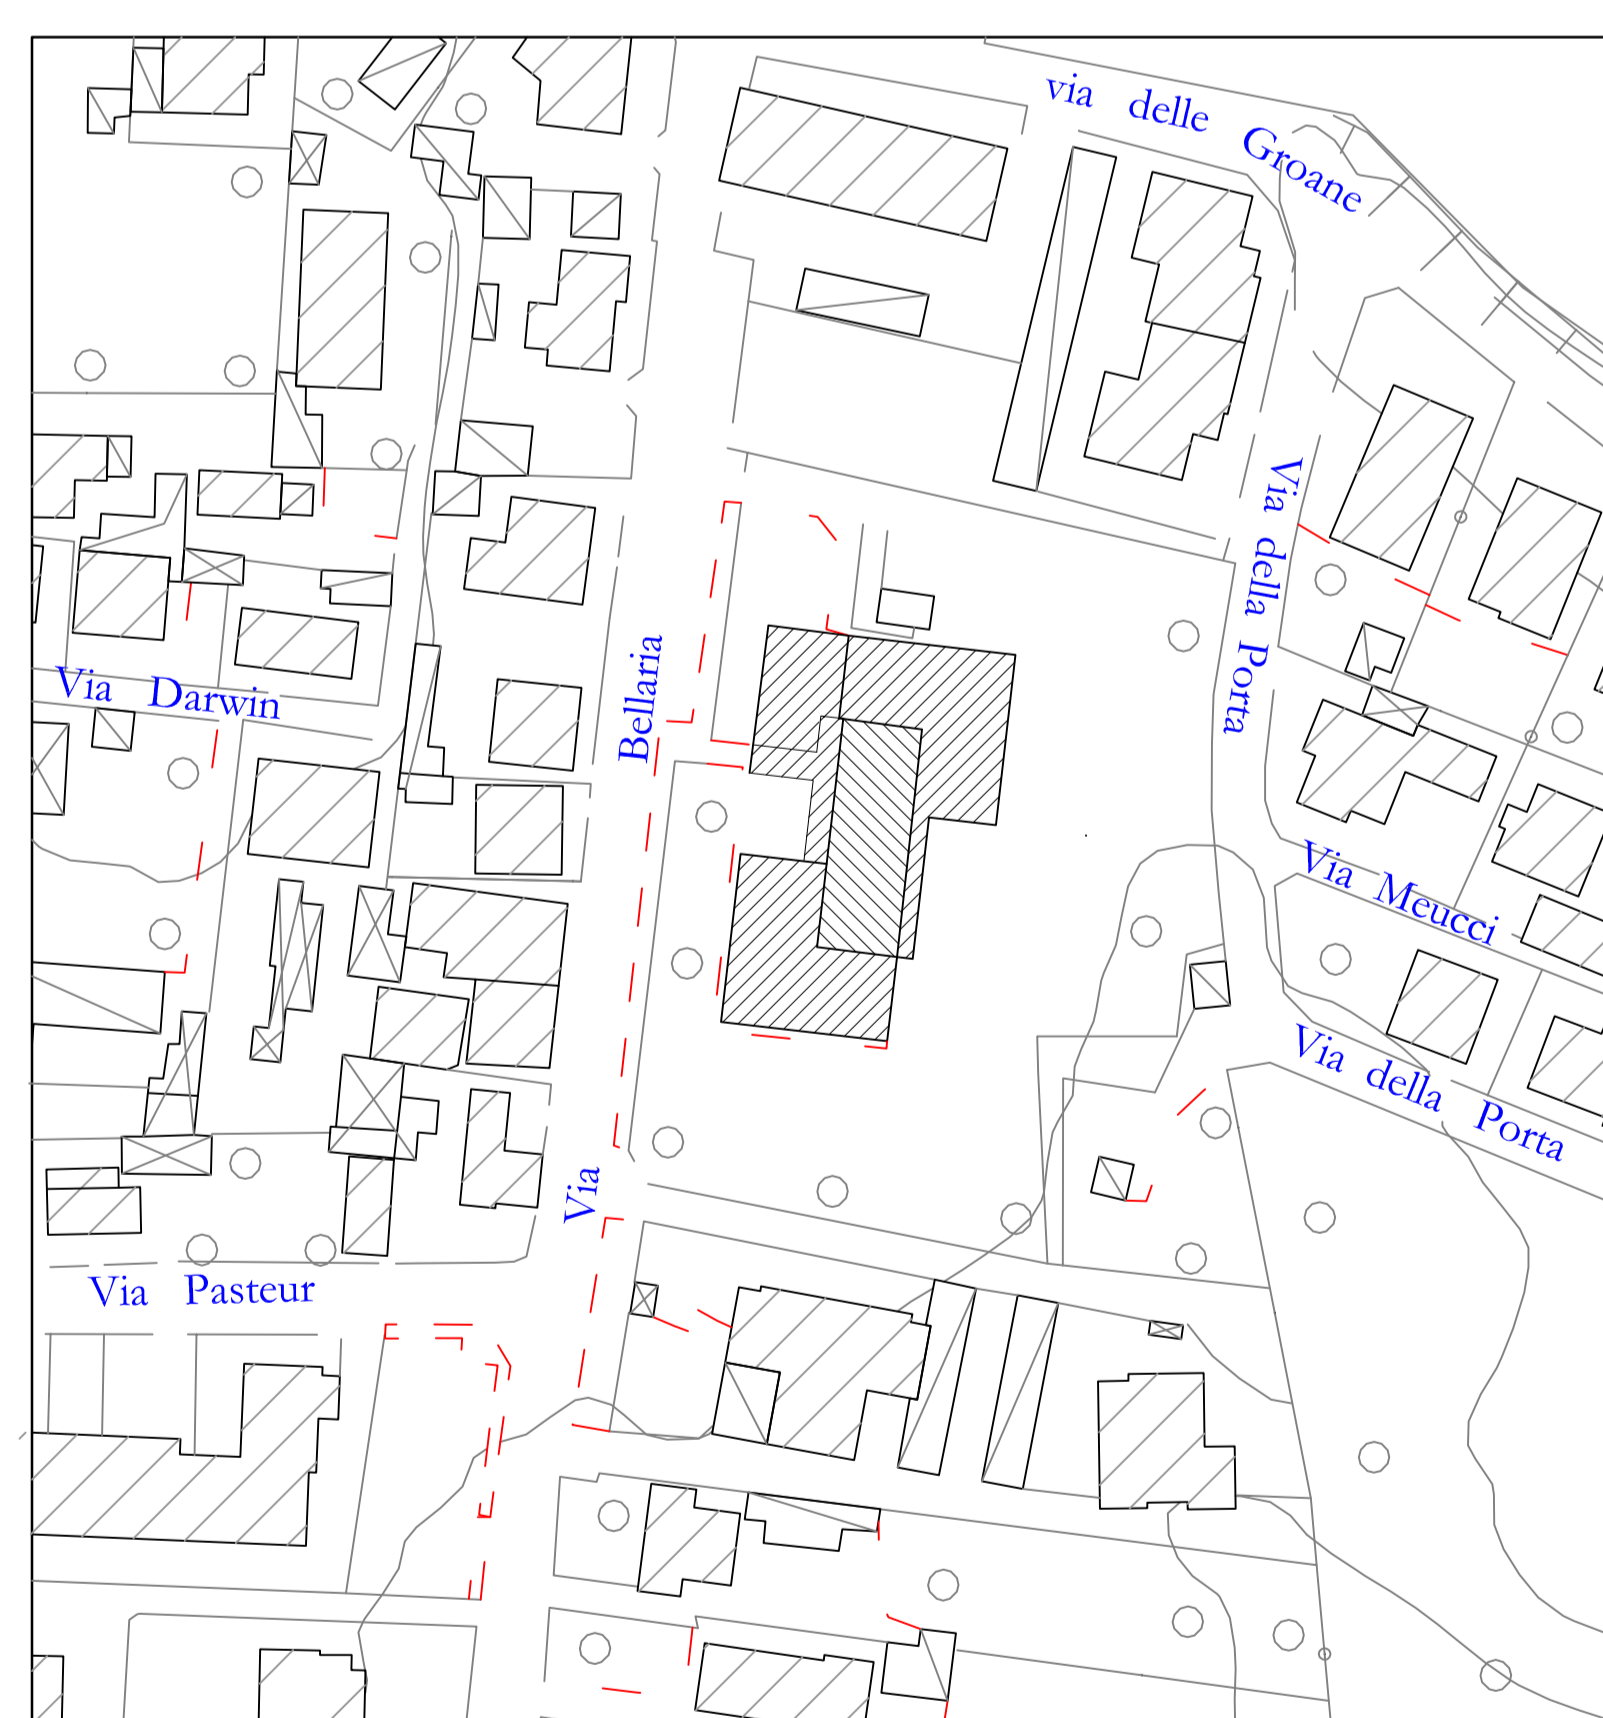 via delle Groane
Via della Porta
Bellaria
Via Darwin
Via Meucci
Via della Porta
Via
Via Pasteur